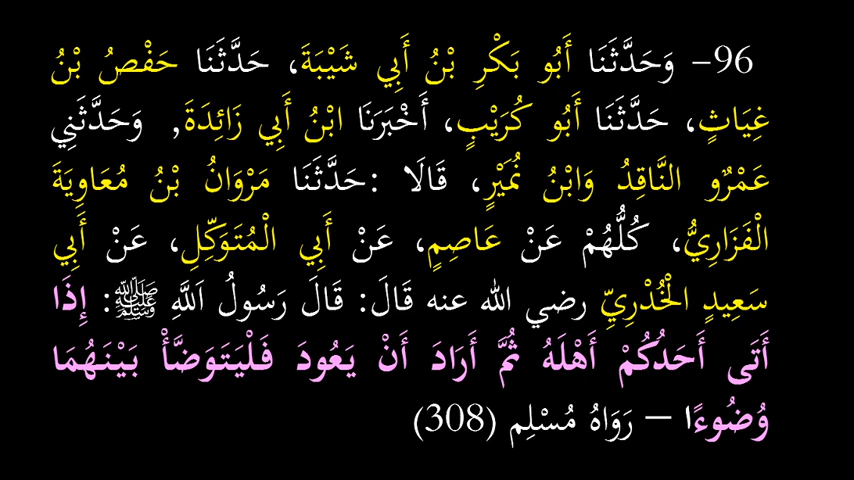 96- وَحَدَّثَنَا أَبُو بَكْرِ بْنُ أَبِي شَيْبَةَ، حَدَّثَنَا حَفْصُ بْنُ
غِيَاثٍ، حَدَّثَنَا أَبُو كُرَيْبٍ، أَخْبَرَنَا ابْنُ أَبِي زَائِدَةَ, وَحَدَّثَنِي
عَمْرٌو النَّاقِدُ وَابْنُ نُمَيْرٍ، قَالَا :حَدَّثَنَا مَرْوَانُ بْنُ مُعَاوِيَةَ
الْفَزَارِيُّ، كُلُّهُمْ عَنْ عَاصِمٍ، عَنْ أَبِي الْمُتَوَكِّلِ، عَنْ أَبِي
سَعِيدٍ الْخُدْرِيِّ رضي الله عنه قَالَ: قَالَ رَسُولُ اَللَّهِ ﷺ: إِذَا
أَتَى أَحَدُكُمْ أَهْلَهُ ثُمَّ أَرَادَ أَنْ يَعُودَ فَلْيَتَوَضَّأْ بَيْنَهُمَا
وُضُوءًا – رَوَاهُ مُسْلِم (308)